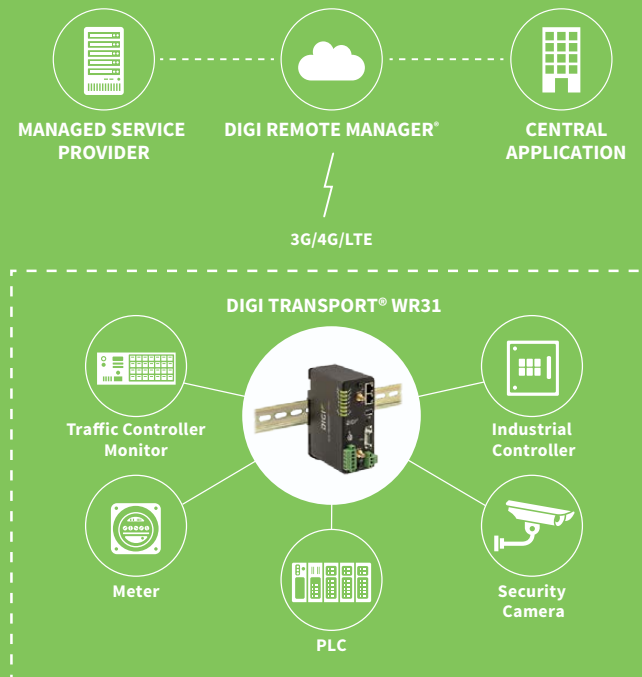 MANAGED SERVICE
PROVIDER
DIGI REMOTE MANAGER®
CENTRAL
APPLICATION
3G/4G/LTE
DIGI TRANSPORT® WR31
Traffic Controller
Monitor
Industrial
Controller
DIGI
Meter
Security
Camera
PLC